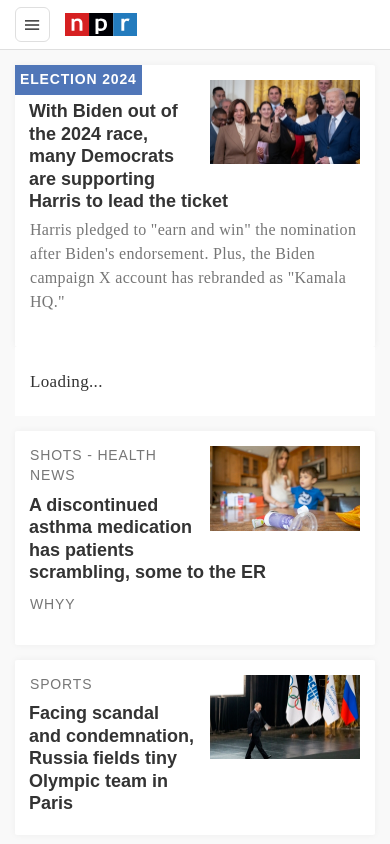 npr
ELECTION 2024
With Biden out of
the 2024 race,
many Democrats
are supporting
Harris to lead the ticket
Harris pledged to "earn and win" the nomination
after Biden's endorsement. Plus, the Biden
campaign X account has rebranded as "Kamala
HQ."
Loading...
SHOTS - HEALTH
NEWS
A discontinued
asthma medication
has patients
scrambling, some to the ER
WHYY
SPORTS
Facing scandal
and condemnation,
Russia fields tiny
Olympic team in
Paris